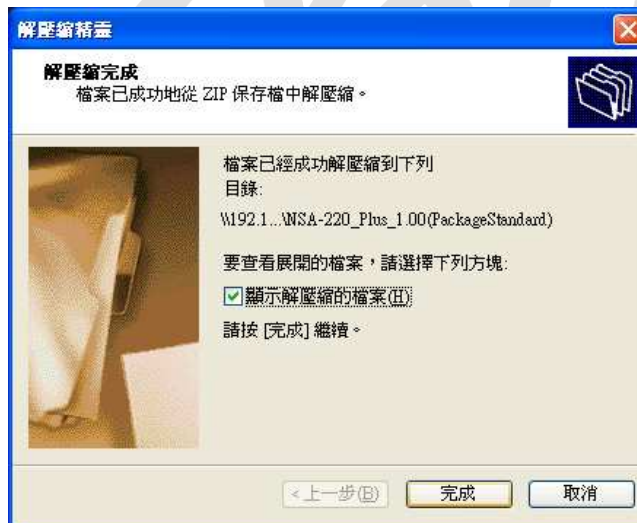 解壓縮精靈
解壓縮完成
檔案已成功地從 ZIP 保存檔中解壓縮。
檔案已經成功解壓縮到下列
目錄:
\\192.1...\NSA-220_Plus_1.00(PackageStandard)
要查看展開的檔案，請選擇下列方塊:
顯示解壓縮的檔案(H)
請按 [完成] 繼續。
< 上一步(B) 完成 取消